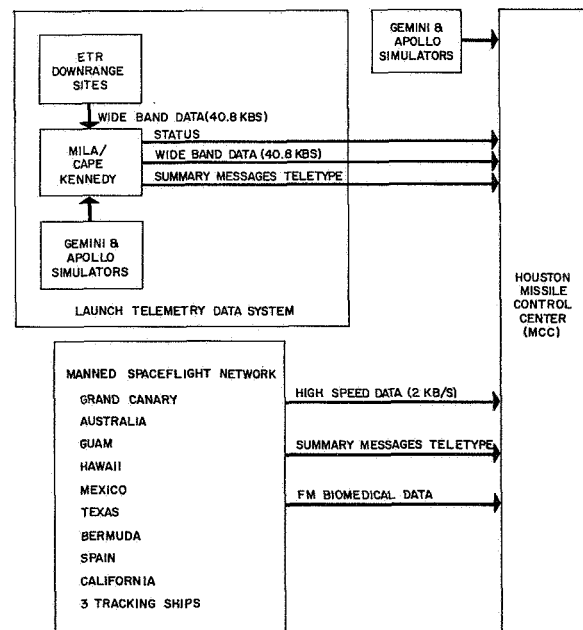 GEMINI &
APOLLO
SIMULATORS
ETR
DOWNRANGE
SITES
WIDE BAND DATA (40.8 KBS)
STATUS
MILA/
CAPE
KENNEDY
WIDE BAND DATA (40.8 KBS)
SUMMARY MESSAGES TELETYPE
GEMINI &
APOLLO
SIMULATORS
LAUNCH TELEMETRY DATA SYSTEM
HOUSTON
MISSILE
CONTROL
CENTER
(MCC)
MANNED SPACEFLIGHT NETWORK
GRAND CANARY
AUSTRALIA
GUAM
HAWAII
MEXICO
TEXAS
BERMUDA
SPAIN
CALIFORNIA
3 TRACKING SHIPS
HIGH SPEED DATA (2 KB/S)
SUMMARY MESSAGES TELETYPE
FM BIOMEDICAL DATA